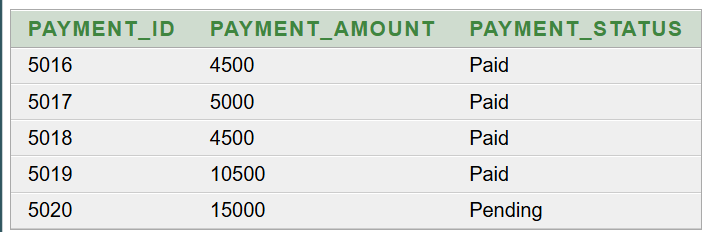 PAYMENT_ID PAYMENT_AMOUNT PAYMENT_STATUS
5016 4500 Paid
5017 5000 Paid
5018 4500 Paid
5019 10500 Paid
5020 15000 Pending